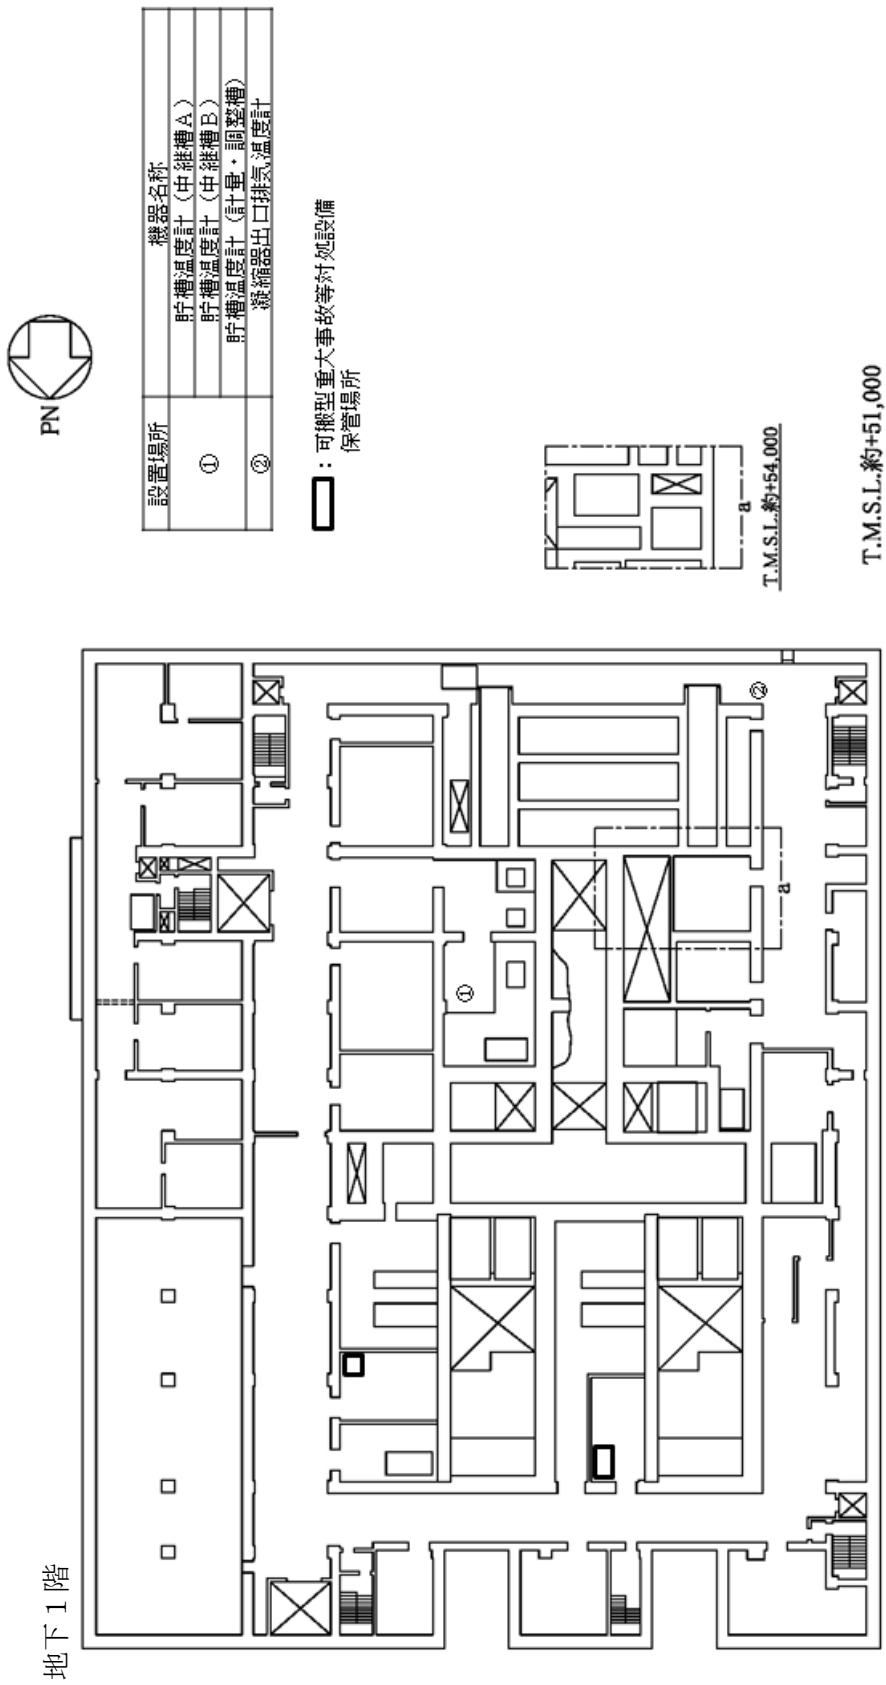 地下1階
PN
設置場所 機器名称
① 貯槽温度計(中継槽A)
貯槽温度計(中継槽B)
貯槽温度計(計量・調整槽)
② 凝縮器出口排気温度計
:可搬型重大事故等対処設備
保管場所
①
②
a
a
T.M.S.L.約+54,000
T.M.S.L.約+51,000